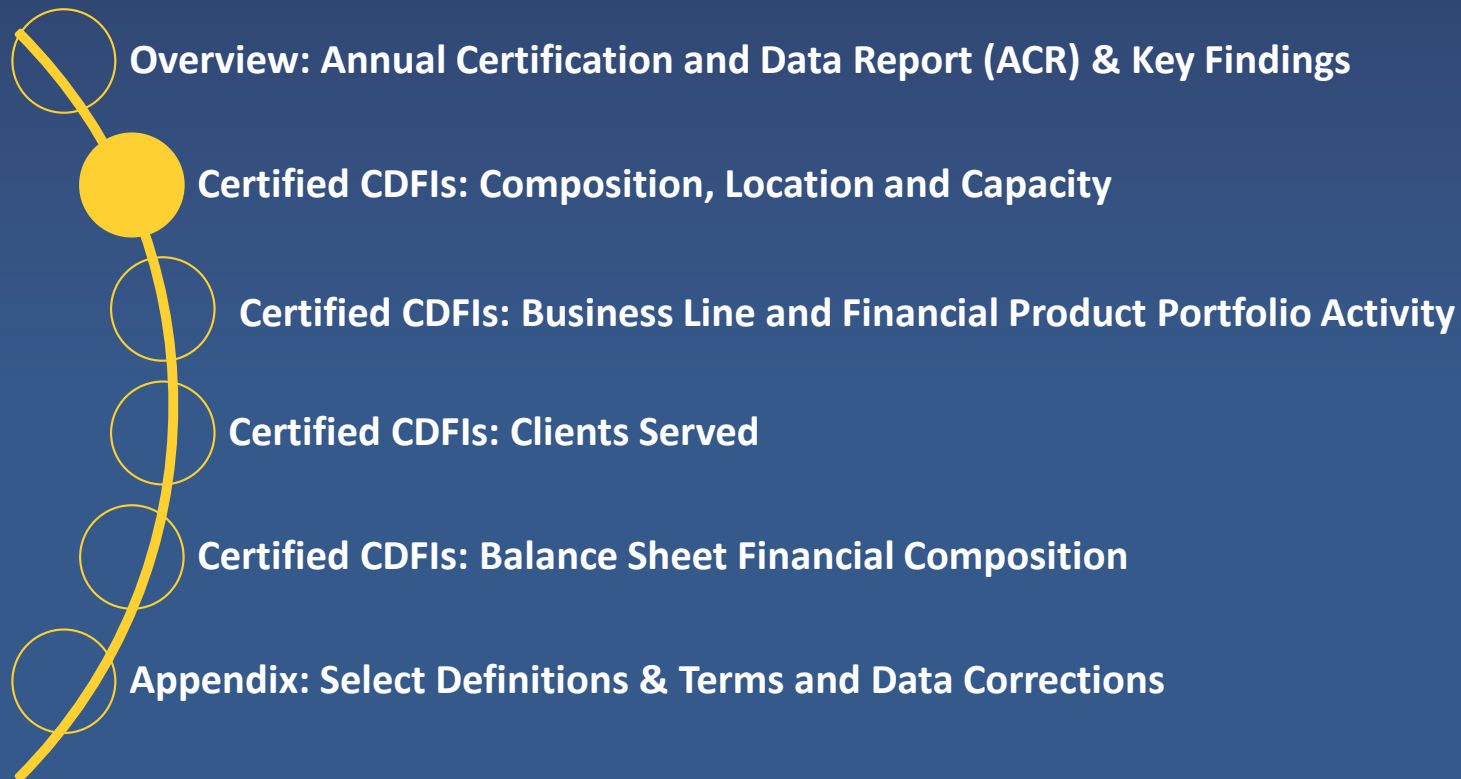 Overview: Annual Certification and Data Report (ACR) & Key Findings
Certified CDFIs: Composition, Location and Capacity
Certified CDFIs: Business Line and Financial Product Portfolio Activity
Certified CDFIs: Clients Served
Certified CDFIs: Balance Sheet Financial Composition
Appendix: Select Definitions & Terms and Data Corrections